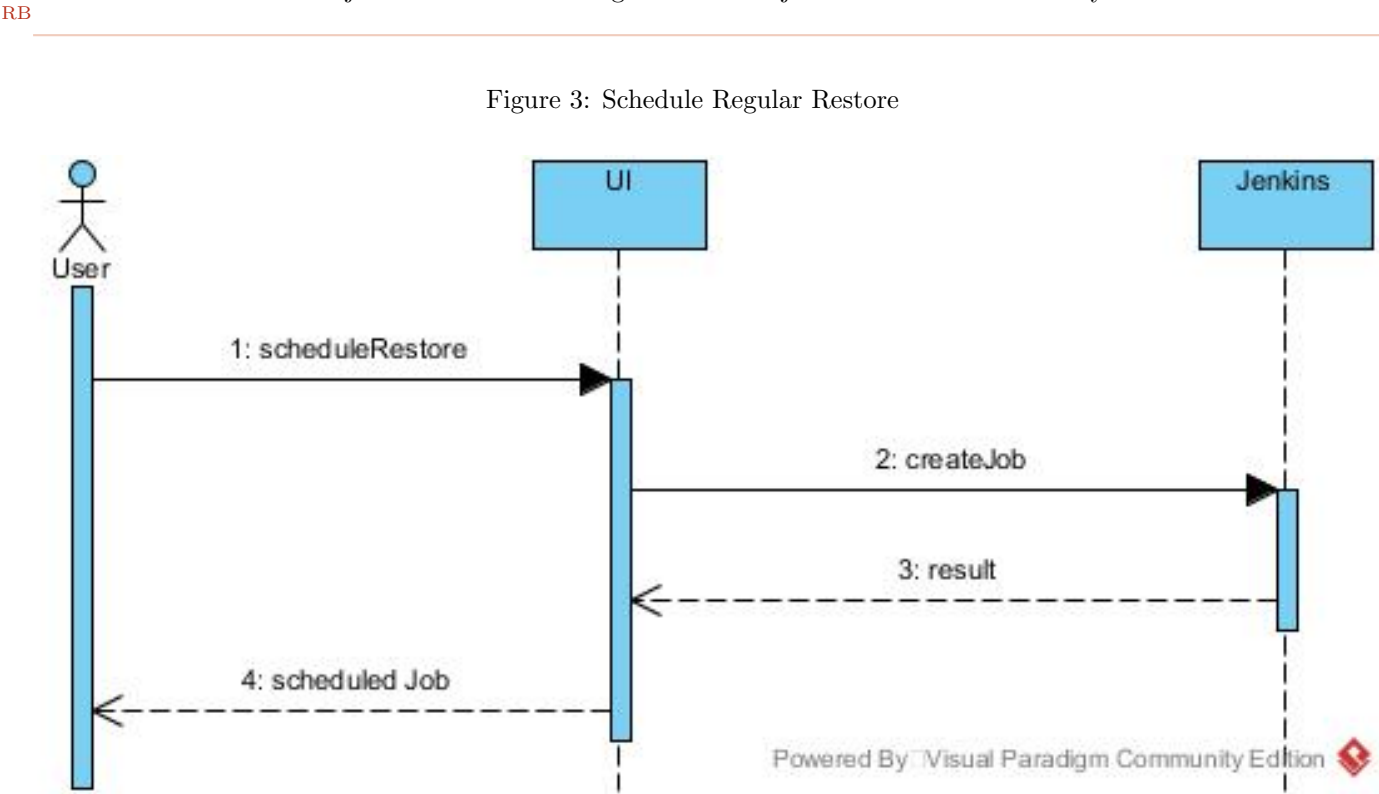 RB
Figure 3: Schedule Regular Restore
UI
Jenkins
User
1: scheduleRestore
2: createJob
3: result
4: scheduled Job
Powered By Visual Paradigm Community Edition